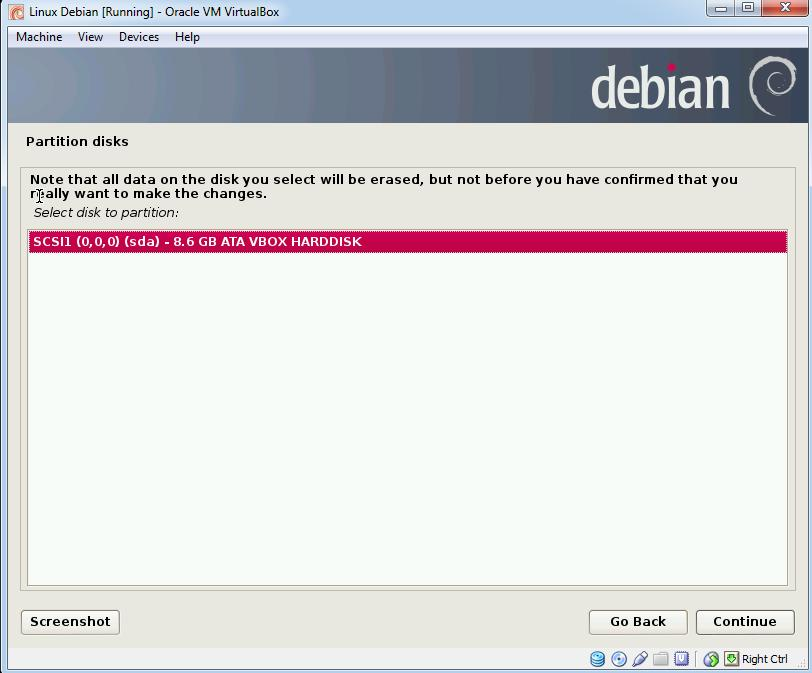 Linux Debian [Running] - Oracle VM VirtualBox
Machine View Devices Help
debian
Partition disks
Note that all data on the disk you select will be erased, but not before you have confirmed that you
really want to make the changes.
Select disk to partition:
SCSI1 (0,0,0) (sda) - 8.6 GB ATA VBOX HARDDISK
Screenshot Go Back Continue
Right Ctrl